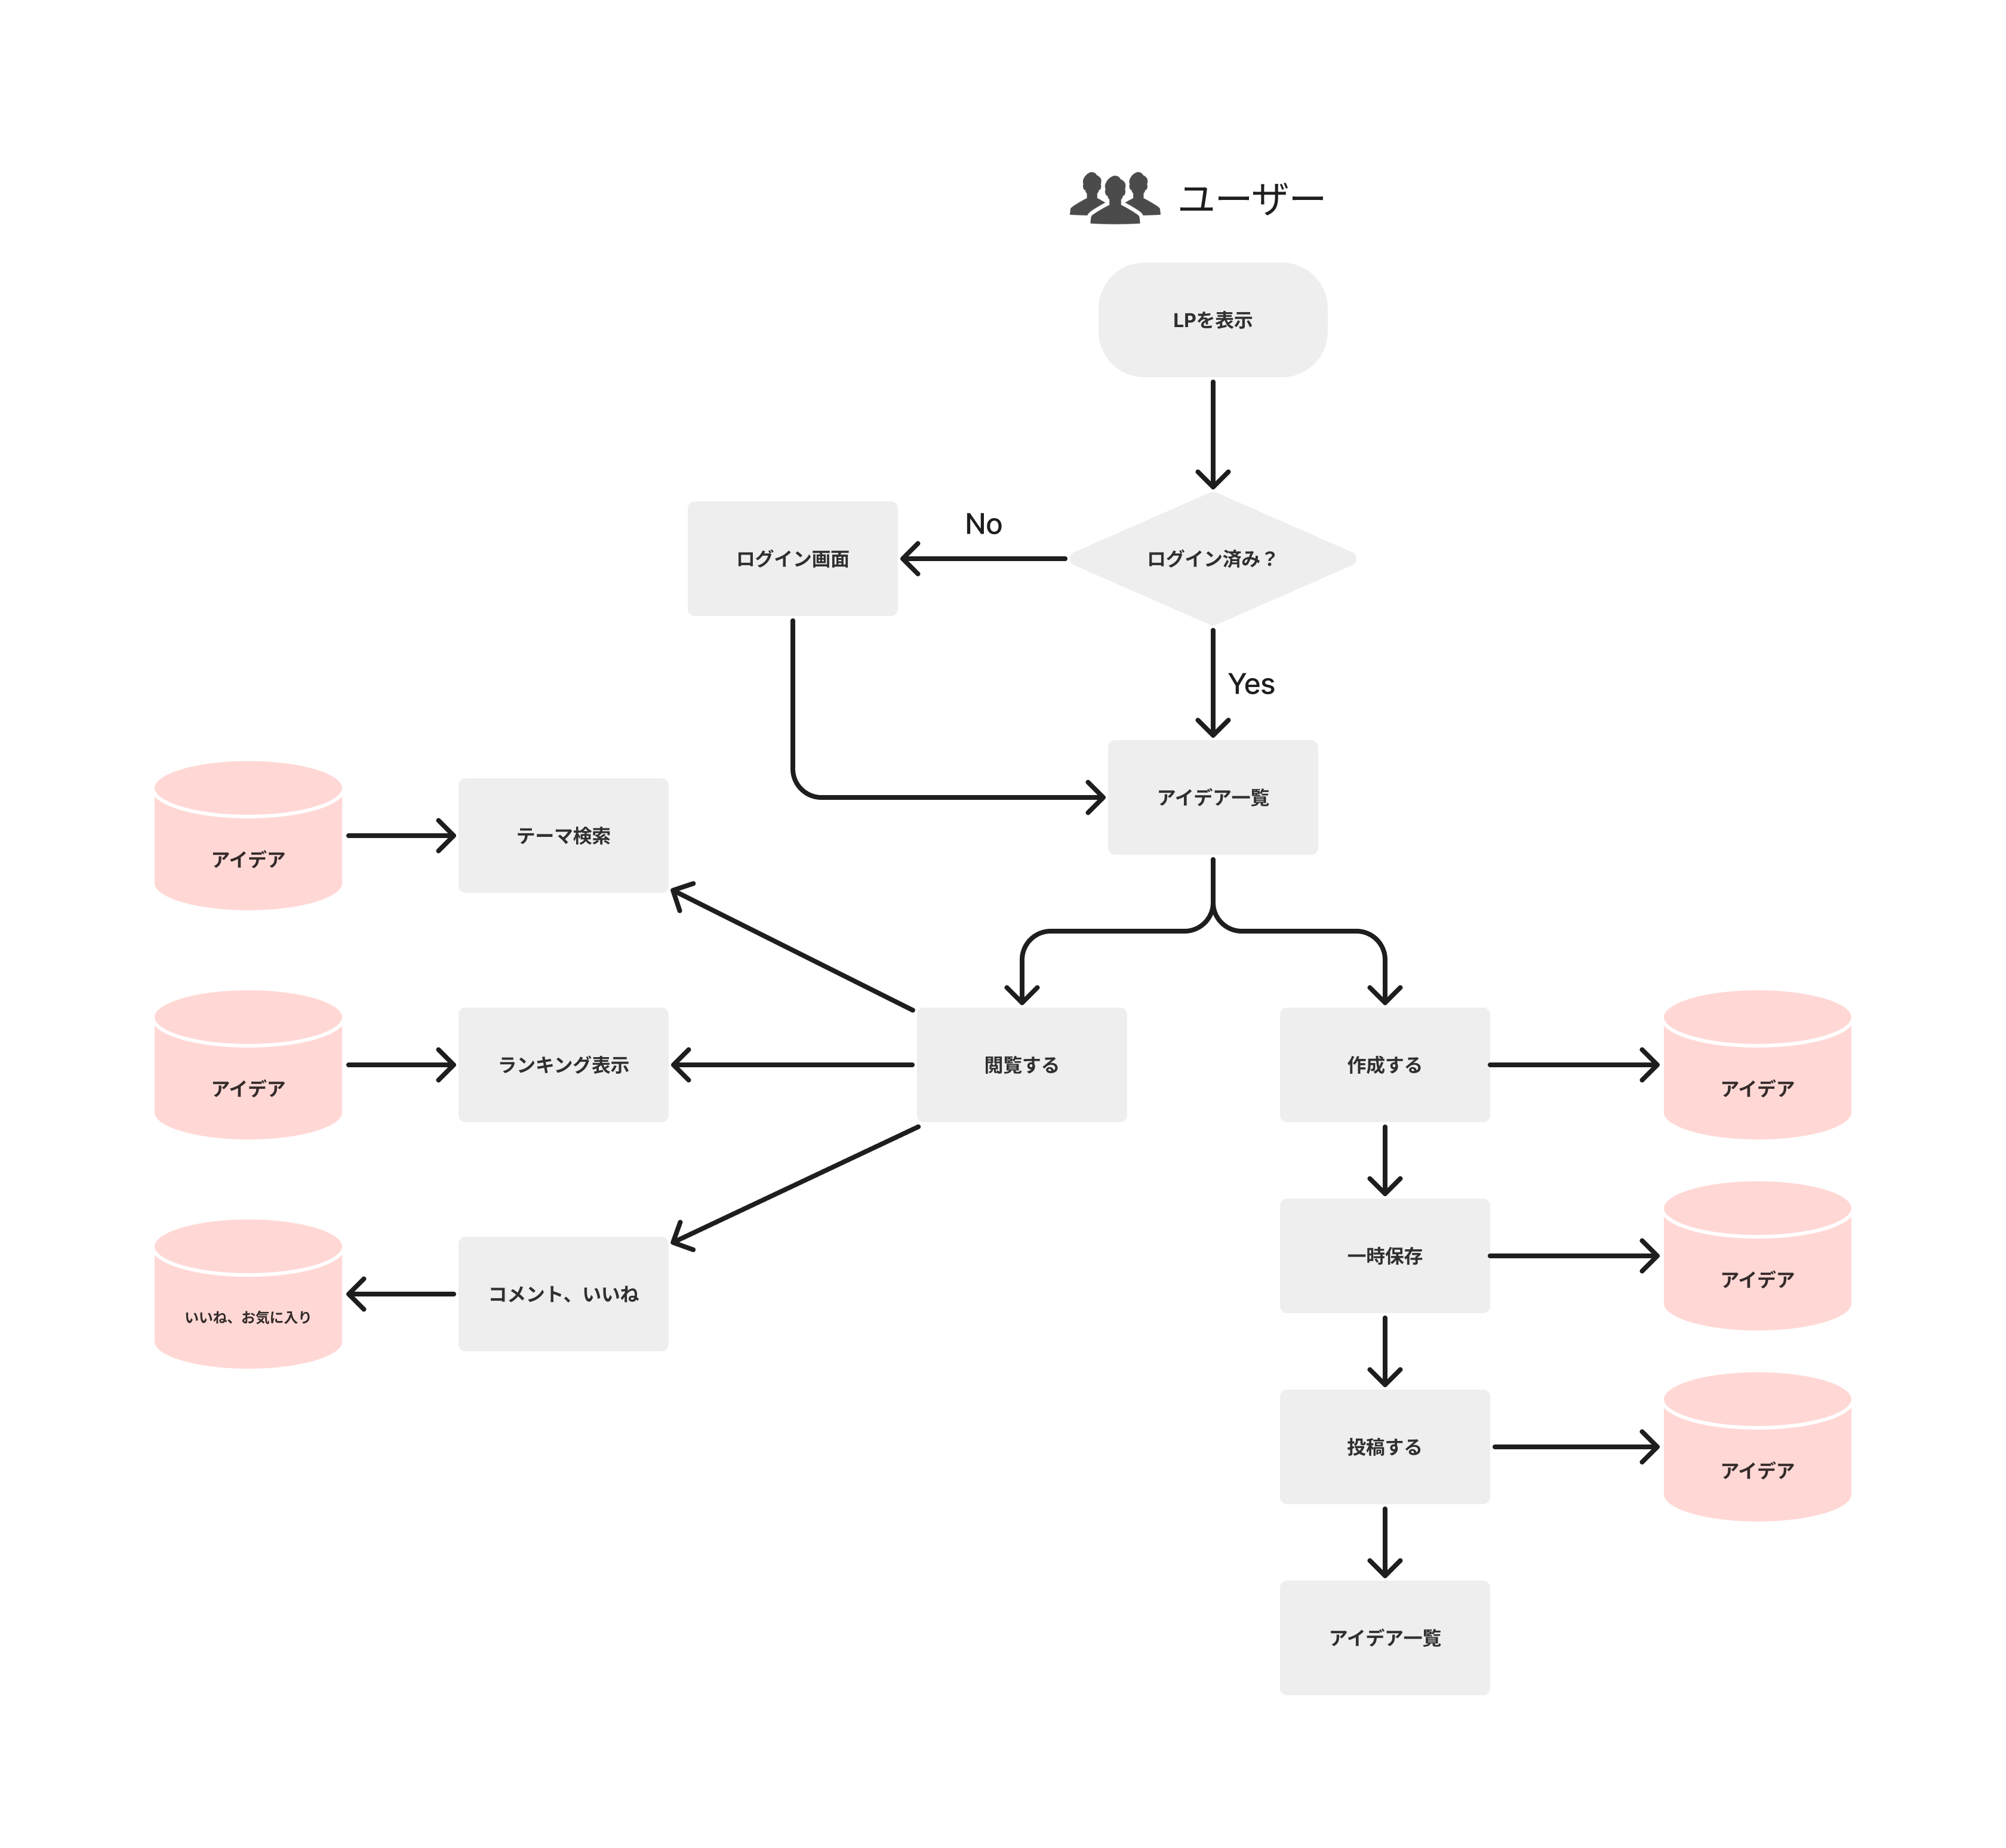 ユーザー
LPを表示
ログイン済み？
No
ログイン画面
Yes
アイデア一覧
アイデア
テーマ検索
アイデア
ランキング表示
閲覧する
作成する
アイデア
いいね、お気に入り
コメント、いいね
一時保存
アイデア
投稿する
アイデア
アイデア一覧